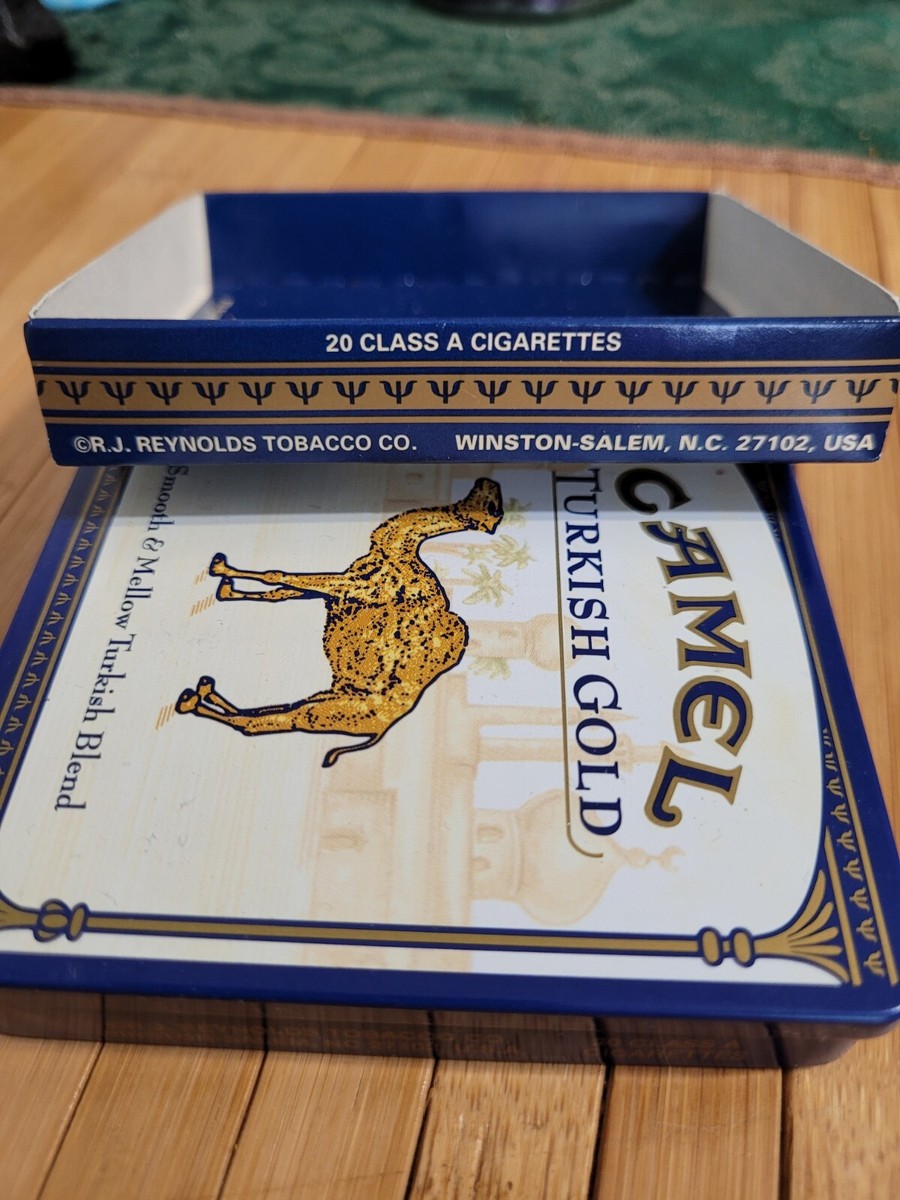 20 CLASS A CIGARETTES
©R.J. REYNOLDS TOBACCO CO. WINSTON-SALEM, N.C. 27102, USA
CAMEL
TURKISH GOLD
Smooth & Mellow Turkish Blend